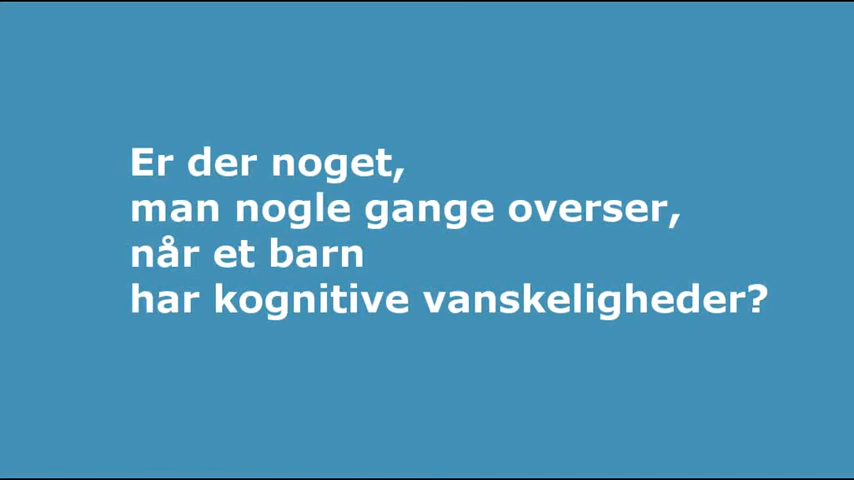 Er der noget,
man nogle gange overser,
når et barn
har kognitive vanskeligheder?